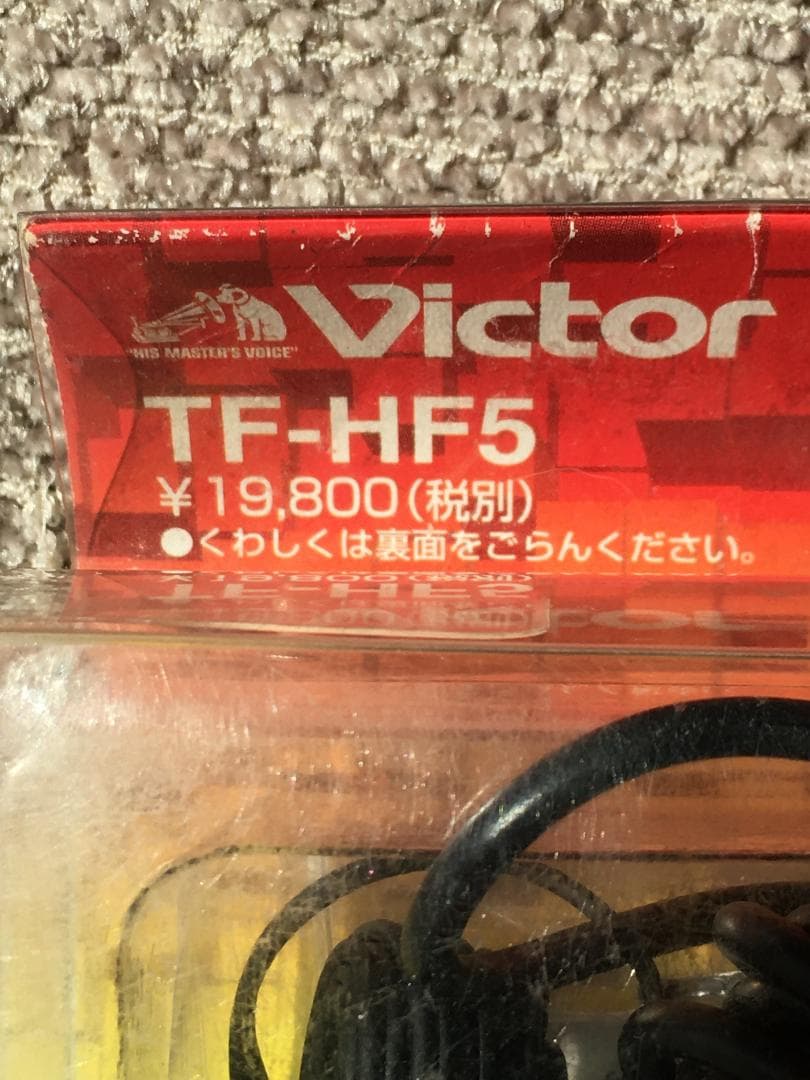 Victor
"HIS MASTER'S VOICE"
TF-HF5
¥19,800(税別)
●くわしくは裏面をごらんください。